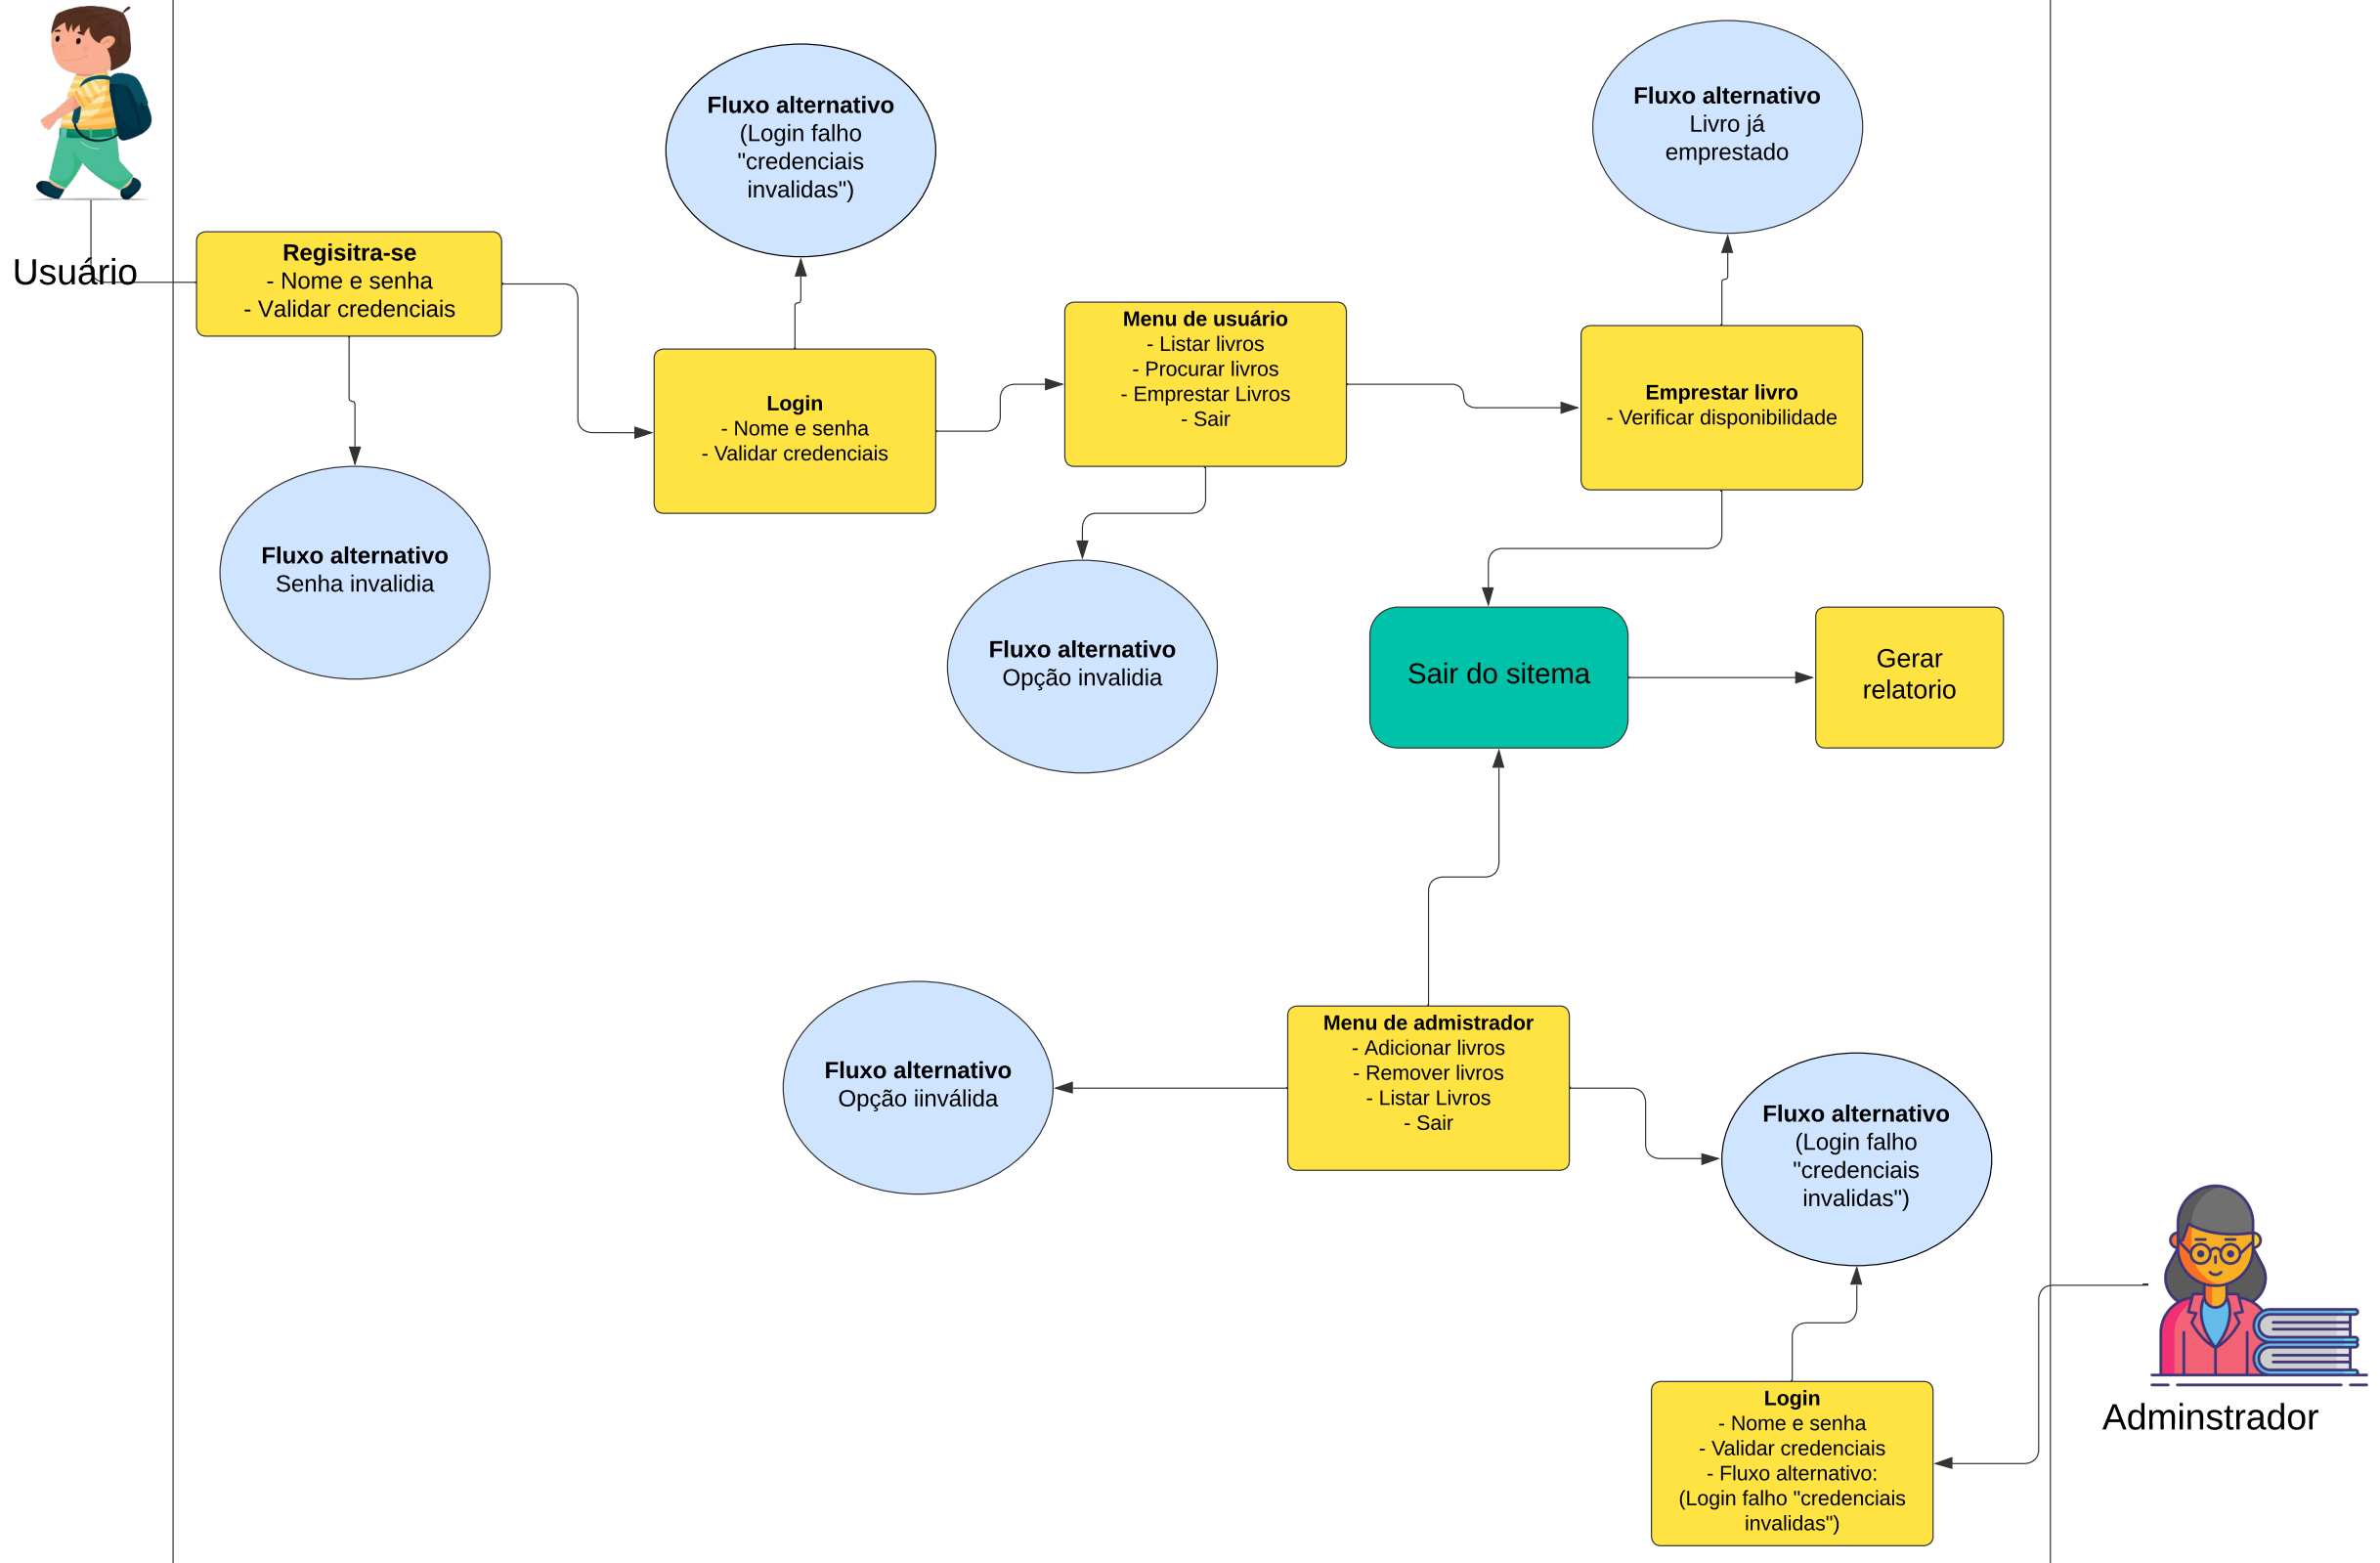 Usuário
Regisitra-se
- Nome e senha
- Validar credenciais
Fluxo alternativo
Senha invalidia
Fluxo alternativo
(Login falho
"credenciais
invalidas")
Login
- Nome e senha
- Validar credenciais
Menu de usuário
- Listar livros
- Procurar livros
- Emprestar Livros
- Sair
Fluxo alternativo
Opção invalidia
Fluxo alternativo
Livro já
emprestado
Emprestar livro
- Verificar disponibilidade
Sair do sitema
Gerar
relatorio
Fluxo alternativo
Opção iinválida
Menu de admistrador
- Adicionar livros
- Remover livros
- Listar Livros
- Sair
Fluxo alternativo
(Login falho
"credenciais
invalidas")
Login
- Nome e senha
- Validar credenciais
- Fluxo alternativo:
(Login falho "credenciais
invalidas")
Adminstrador